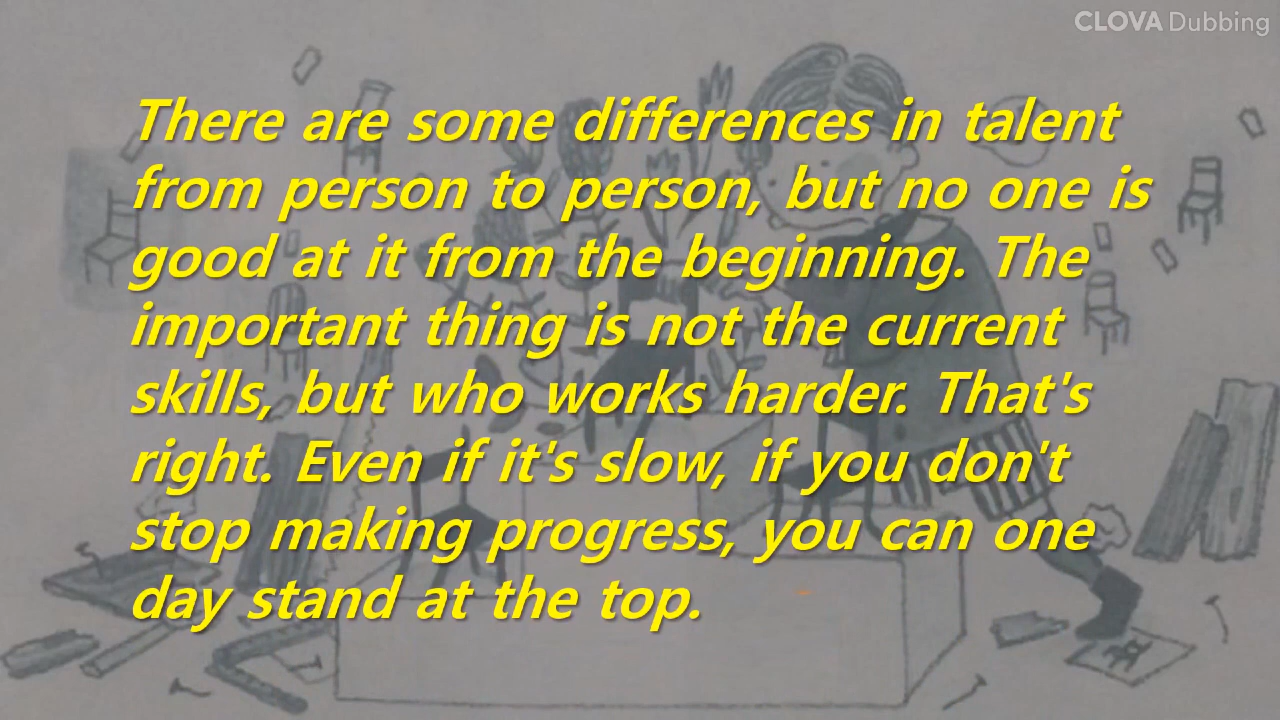 CLOVA Dubbing
There are some differences in talent
from person to person, but no one is
good at it from the beginning. The
important thing is not the current
skills, but who works harder. That's
right. Even if it's slow, if you don't
stop making progress, you can one
day stand at the top.